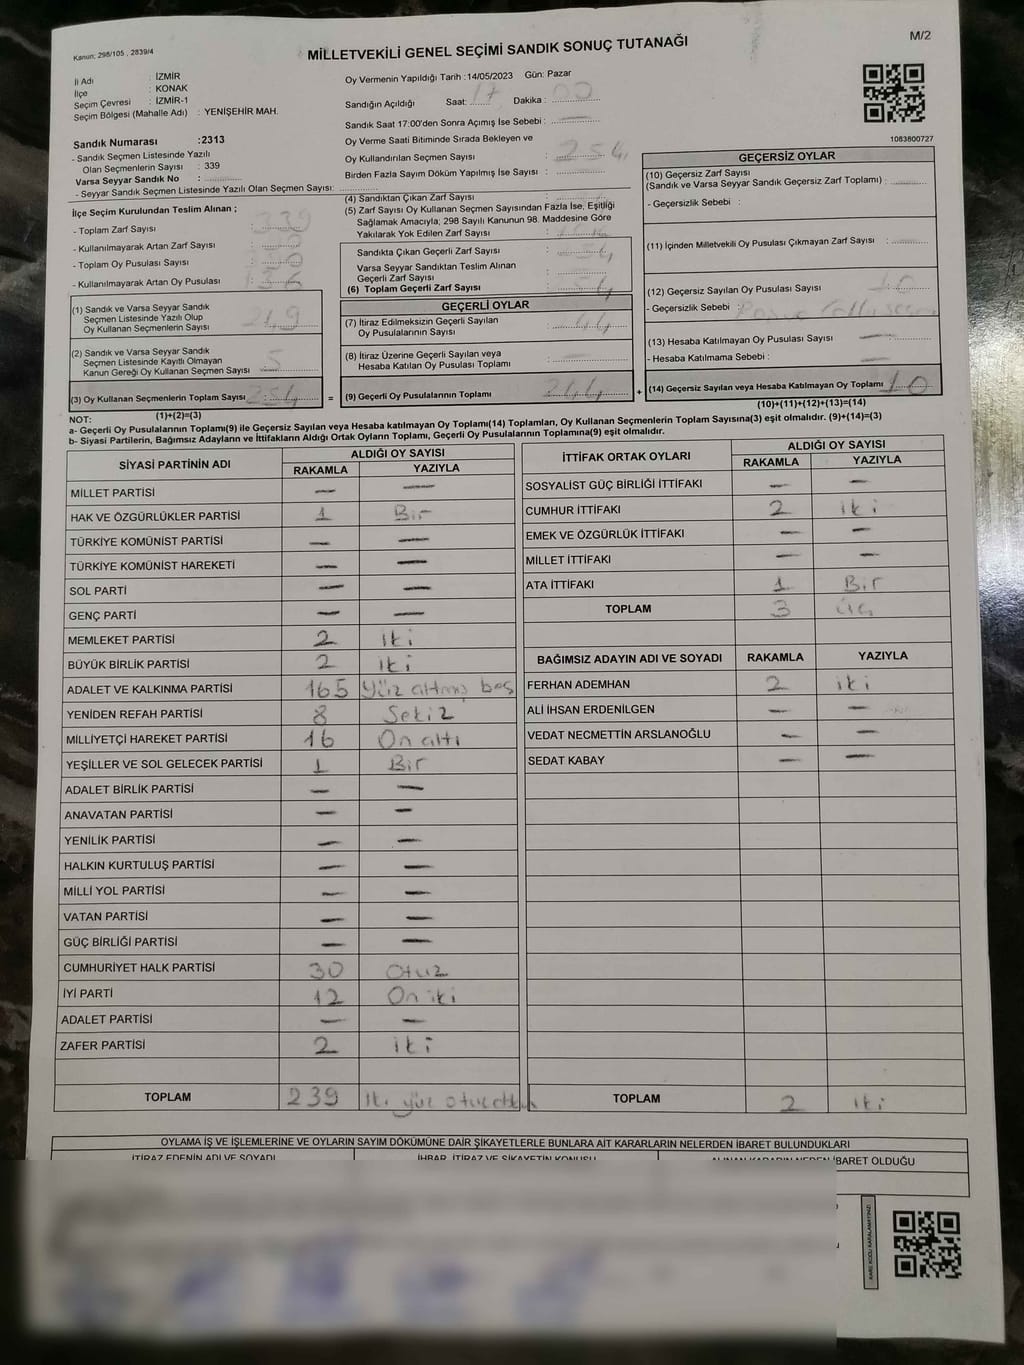 Kanun: 298/105 , 2839/4
MİLLETVEKİLİ GENEL SEÇİMİ SANDIK SONUÇ TUTANAĞI
M/2
İl Adı : İZMİR
İlçe : KONAK
Seçim Çevresi : İZMİR-1
Seçim Bölgesi (Mahalle Adı) : YENİŞEHİR MAH.
Sandık Numarası :2313
- Sandık Seçmen Listesinde Yazılı
Olan Seçmenlerin Sayısı : 339
Varsa Seyyar Sandık No :
- Seyyar Sandık Seçmen Listesinde Yazılı Olan Seçmen Sayısı:
Oy Vermenin Yapıldığı Tarih :14/05/2023 Gün: Pazar
Sandığın Açıldığı Saat: 17 Dakika : 00
Sandık Saat 17:00'den Sonra Açımış İse Sebebi : —
Oy Verme Saati Bitiminde Sırada Bekleyen ve
Oy Kullandırılan Seçmen Sayısı : 254
Birden Fazla Sayım Döküm Yapılmış İse Sayısı :
1083800727
İlçe Seçim Kurulundan Teslim Alınan ;
- Toplam Zarf Sayısı : 339
- Kullanılmayarak Artan Zarf Sayısı :
- Toplam Oy Pusulası Sayısı :
- Kullanılmayarak Artan Oy Pusulası : 136
(1) Sandık ve Varsa Seyyar Sandık
Seçmen Listesinde Yazılı Olup
Oy Kullanan Seçmenlerin Sayısı : 249
(2) Sandık ve Varsa Seyyar Sandık
Seçmen Listesinde Kayıtlı Olmayan
Kanun Gereği Oy Kullanan Seçmen Sayısı : 5
(3) Oy Kullanan Seçmenlerin Toplam Sayısı : 254
(1)+(2)=(3)
(4) Sandıktan Çıkan Zarf Sayısı :
(5) Zarf Sayısı Oy Kullanan Seçmen Sayısından Fazla İse, Eşitliği
Sağlamak Amacıyla; 298 Sayılı Kanunun 98. Maddesine Göre
Yakılarak Yok Edilen Zarf Sayısı :
Sandıkta Çıkan Geçerli Zarf Sayısı :
Varsa Seyyar Sandıktan Teslim Alınan
Geçerli Zarf Sayısı :
(6) Toplam Geçerli Zarf Sayısı :
GEÇERLİ OYLAR
(7) İtiraz Edilmeksizin Geçerli Sayılan
Oy Pusulalarının Sayısı :
(8) İtiraz Üzerine Geçerli Sayılan veya
Hesaba Katılan Oy Pusulası Toplamı : —
= (9) Geçerli Oy Pusulalarının Toplamı : 244 +
GEÇERSİZ OYLAR
(10) Geçersiz Zarf Sayısı
(Sandık ve Varsa Seyyar Sandık Geçersiz Zarf Toplamı) :
- Geçersizlik Sebebi :
(11) İçinden Milletvekili Oy Pusulası Çıkmayan Zarf Sayısı :
(12) Geçersiz Sayılan Oy Pusulası Sayısı : 10
- Geçersizlik Sebebi :
(13) Hesaba Katılmayan Oy Pusulası Sayısı : —
- Hesaba Katılmama Sebebi : —
(14) Geçersiz Sayılan veya Hesaba Katılmayan Oy Toplamı : 10
(10)+(11)+(12)+(13)=(14)
NOT:
a- Geçerli Oy Pusulalarının Toplamı(9) ile Geçersiz Sayılan veya Hesaba katılmayan Oy Toplamı(14) Toplamları, Oy Kullanan Seçmenlerin Toplam Sayısına(3) eşit olmalıdır. (9)+(14)=(3)
b- Siyasi Partilerin, Bağımsız Adayların ve İttifakların Aldığı Ortak Oyların Toplamı, Geçerli Oy Pusulalarının Toplamına(9) eşit olmalıdır.
SİYASİ PARTİNİN ADI ALDIĞI OY SAYISI
RAKAMLA YAZIYLA
MİLLET PARTİSİ — —
HAK VE ÖZGÜRLÜKLER PARTİSİ 1 Bir
TÜRKİYE KOMÜNİST PARTİSİ — —
TÜRKİYE KOMÜNİST HAREKETİ — —
SOL PARTİ — —
GENÇ PARTİ — —
MEMLEKET PARTİSİ 2 iki
BÜYÜK BİRLİK PARTİSİ 2 iki
ADALET VE KALKINMA PARTİSİ 165 Yüz altmış beş
YENİDEN REFAH PARTİSİ 8 Sekiz
MİLLİYETÇİ HAREKET PARTİSİ 16 On altı
YEŞİLLER VE SOL GELECEK PARTİSİ 1 Bir
ADALET BİRLİK PARTİSİ — —
ANAVATAN PARTİSİ — —
YENİLİK PARTİSİ — —
HALKIN KURTULUŞ PARTİSİ — —
MİLLİ YOL PARTİSİ — —
VATAN PARTİSİ — —
GÜÇ BİRLİĞİ PARTİSİ — —
CUMHURİYET HALK PARTİSİ 30 Otuz
İYİ PARTİ 12 On iki
ADALET PARTİSİ — —
ZAFER PARTİSİ 2 iki
TOPLAM 239 iki yüz otuz
İTTİFAK ORTAK OYLARI ALDIĞI OY SAYISI
RAKAMLA YAZIYLA
SOSYALİST GÜÇ BİRLİĞİ İTTİFAKI — —
CUMHUR İTTİFAKI 2 iki
EMEK VE ÖZGÜRLÜK İTTİFAKI — —
MİLLET İTTİFAKI — —
ATA İTTİFAKI 1 Bir
TOPLAM 3 üç
BAĞIMSIZ ADAYIN ADI VE SOYADI RAKAMLA YAZIYLA
FERHAN ADEMHAN 2 iki
ALİ İHSAN ERDENİLGEN — —
VEDAT NECMETTİN ARSLANOĞLU — —
SEDAT KABAY — —
TOPLAM 2 iki
OYLAMA İŞ VE İŞLEMLERİNE VE OYLARIN SAYIM DÖKÜMÜNE DAİR ŞİKAYETLERLE BUNLARA AİT KARARLARIN NELERDEN İBARET BULUNDUKLARI
İTİRAZ EDENİN ADI VE SOYADI İHBAR, İTİRAZ VE ŞİKAYETİN KONUSU ALINAN KARARIN NEDEN İBARET OLDUĞU